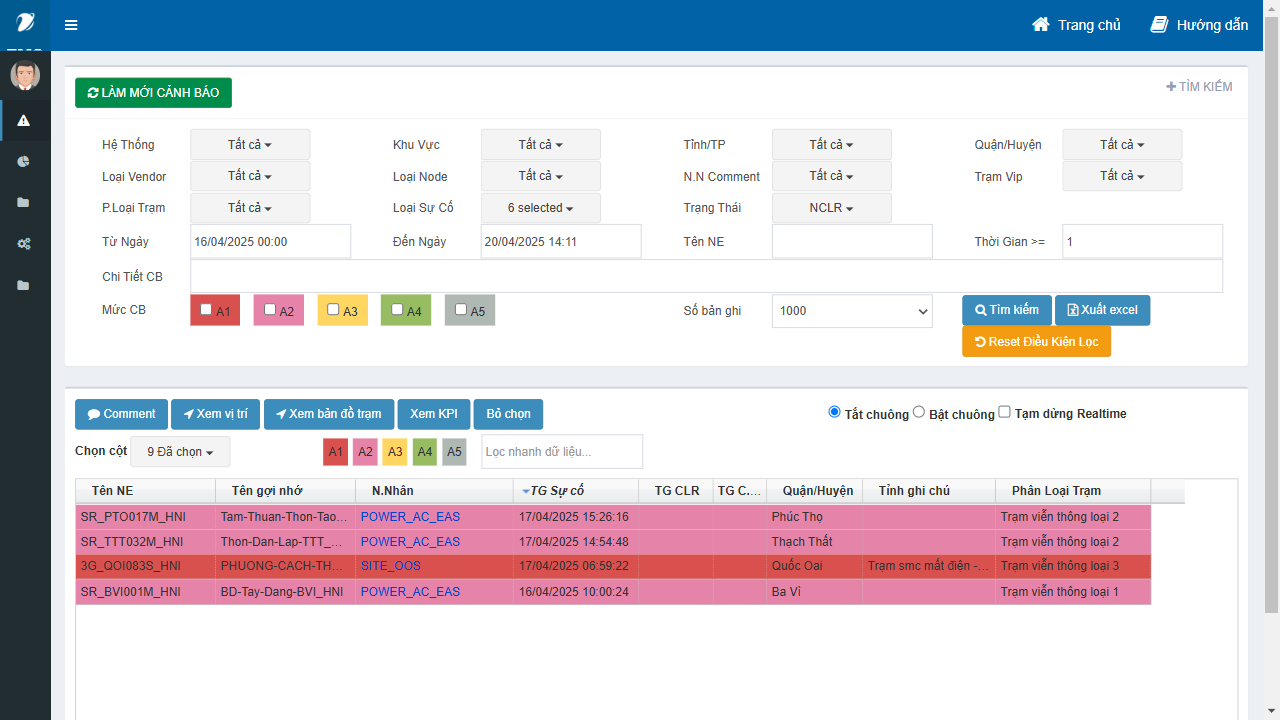 Trang chủ
Hướng dẫn
LÀM MỚI CẢNH BÁO
TÌM KIẾM
Hệ Thống Tất cả Khu Vực Tất cả Tỉnh/TP Tất cả Quận/Huyện Tất cả
Loại Vendor Tất cả Loại Node Tất cả N.N Comment Tất cả Trạm Vip Tất cả
P.Loại Trạm Tất cả Loại Sự Cố 6 selected Trạng Thái NCLR
Từ Ngày 16/04/2025 00:00 Đến Ngày 20/04/2025 14:11 Tên NE Thời Gian >= 1
Chi Tiết CB
Mức CB A1 A2 A3 A4 A5 Số bản ghi 1000 Tìm kiếm Xuất excel
Reset Điều Kiện Lọc
Comment Xem vị trí Xem bản đồ trạm Xem KPI Bỏ chọn Tắt chuông Bật chuông Tạm dừng Realtime
Chọn cột 9 Đã chọn A1 A2 A3 A4 A5 Lọc nhanh dữ liệu...
Tên NE Tên gợi nhớ N.Nhân TG Sự cố TG CLR TG C.... Quận/Huyện Tỉnh ghi chú Phân Loại Trạm
SR_PTO017M_HNI Tam-Thuan-Thon-Tao... POWER_AC_EAS 17/04/2025 15:26:16 Phúc Thọ Trạm viễn thông loại 2
SR_TTT032M_HNI Thon-Dan-Lap-TTT_... POWER_AC_EAS 17/04/2025 14:54:48 Thạch Thất Trạm viễn thông loại 2
3G_QOI083S_HNI PHUONG-CACH-TH... SITE_OOS 17/04/2025 06:59:22 Quốc Oai Trạm smc mất điện -... Trạm viễn thông loại 3
SR_BVI001M_HNI BD-Tay-Dang-BVI_HNI POWER_AC_EAS 16/04/2025 10:00:24 Ba Vì Trạm viễn thông loại 1